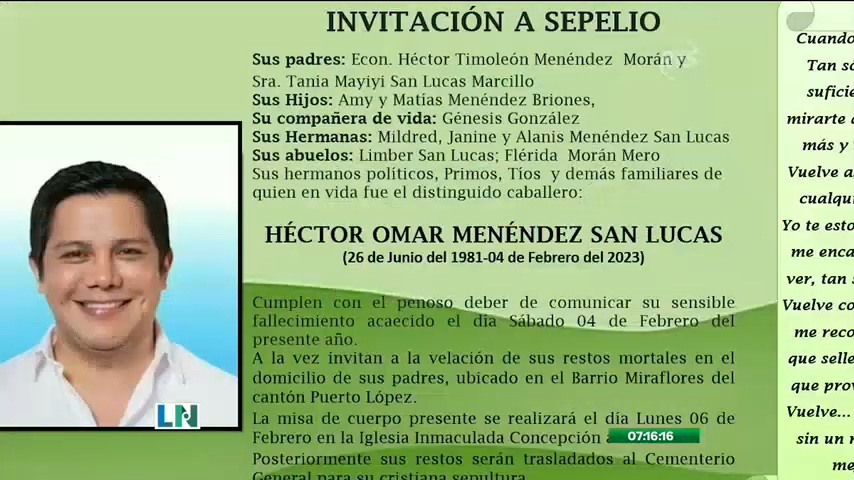 INVITACIÓN A SEPELIO
Sus padres: Econ. Héctor Timoleón Menéndez Morán y
Sra. Tania Mayiyi San Lucas Marcillo
Sus Hijos: Amy y Matías Menéndez Briones,
Su compañera de vida: Génesis González
Sus Hermanas: Mildred, Janine y Alanis Menéndez San Lucas
Sus abuelos: Limber San Lucas; Flérida Morán Mero
Sus hermanos políticos, Primos, Tíos y demás familiares de
quien en vida fue el distinguido caballero:
HÉCTOR OMAR MENÉNDEZ SAN LUCAS
(26 de Junio del 1981-04 de Febrero del 2023)
Cumplen con el penoso deber de comunicar su sensible
fallecimiento acaecido el día Sábado 04 de Febrero del
presente año.
A la vez invitan a la velación de sus restos mortales en el
domicilio de sus padres, ubicado en el Barrio Miraflores del
cantón Puerto López.
La misa de cuerpo presente se realizará el día Lunes 06 de
Febrero en la Iglesia Inmaculada Concepción
Posteriormente sus restos serán trasladados al Cementerio
General para su cristiana sepultura
LN
07:16:16
Cuando
Tan
mirarte
más y
Vuelve
Yo te
me
ver, tan
Vuelve
me
que
que
Vuelve...
sin un